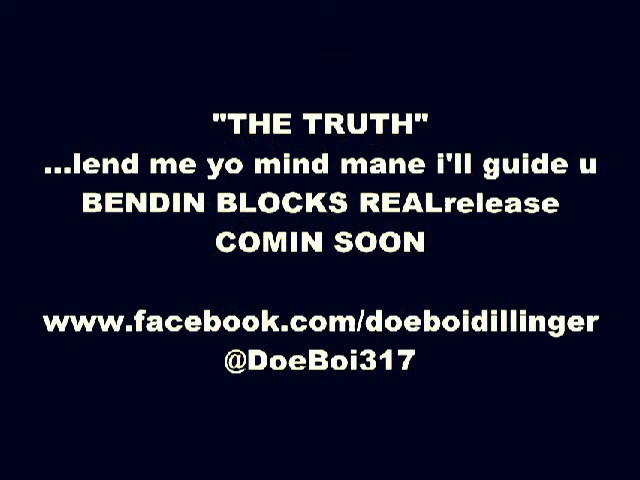 "THE TRUTH"
...lend me yo mind mane i'll guide u
BENDIN BLOCKS REALrelease
COMIN SOON
www.facebook.com/doeboidillinger
@DoeBoi317